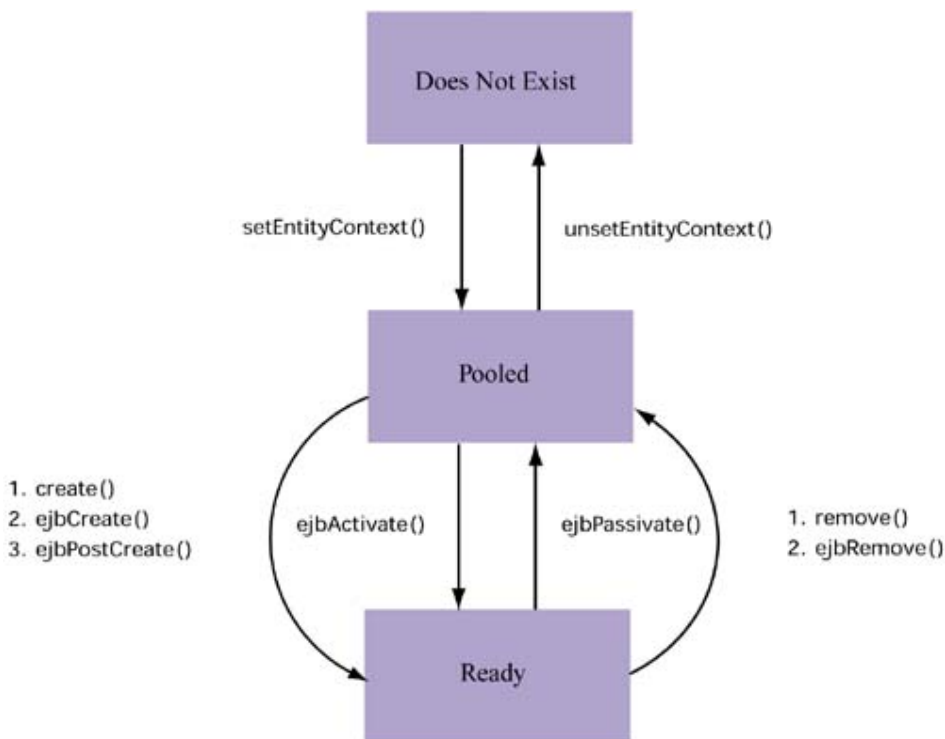 Does Not Exist
setEntityContext()
unsetEntityContext()
Pooled
1. create()
2. ejbCreate()
3. ejbPostCreate()
ejbActivate()
ejbPassivate()
1. remove()
2. ejbRemove()
Ready